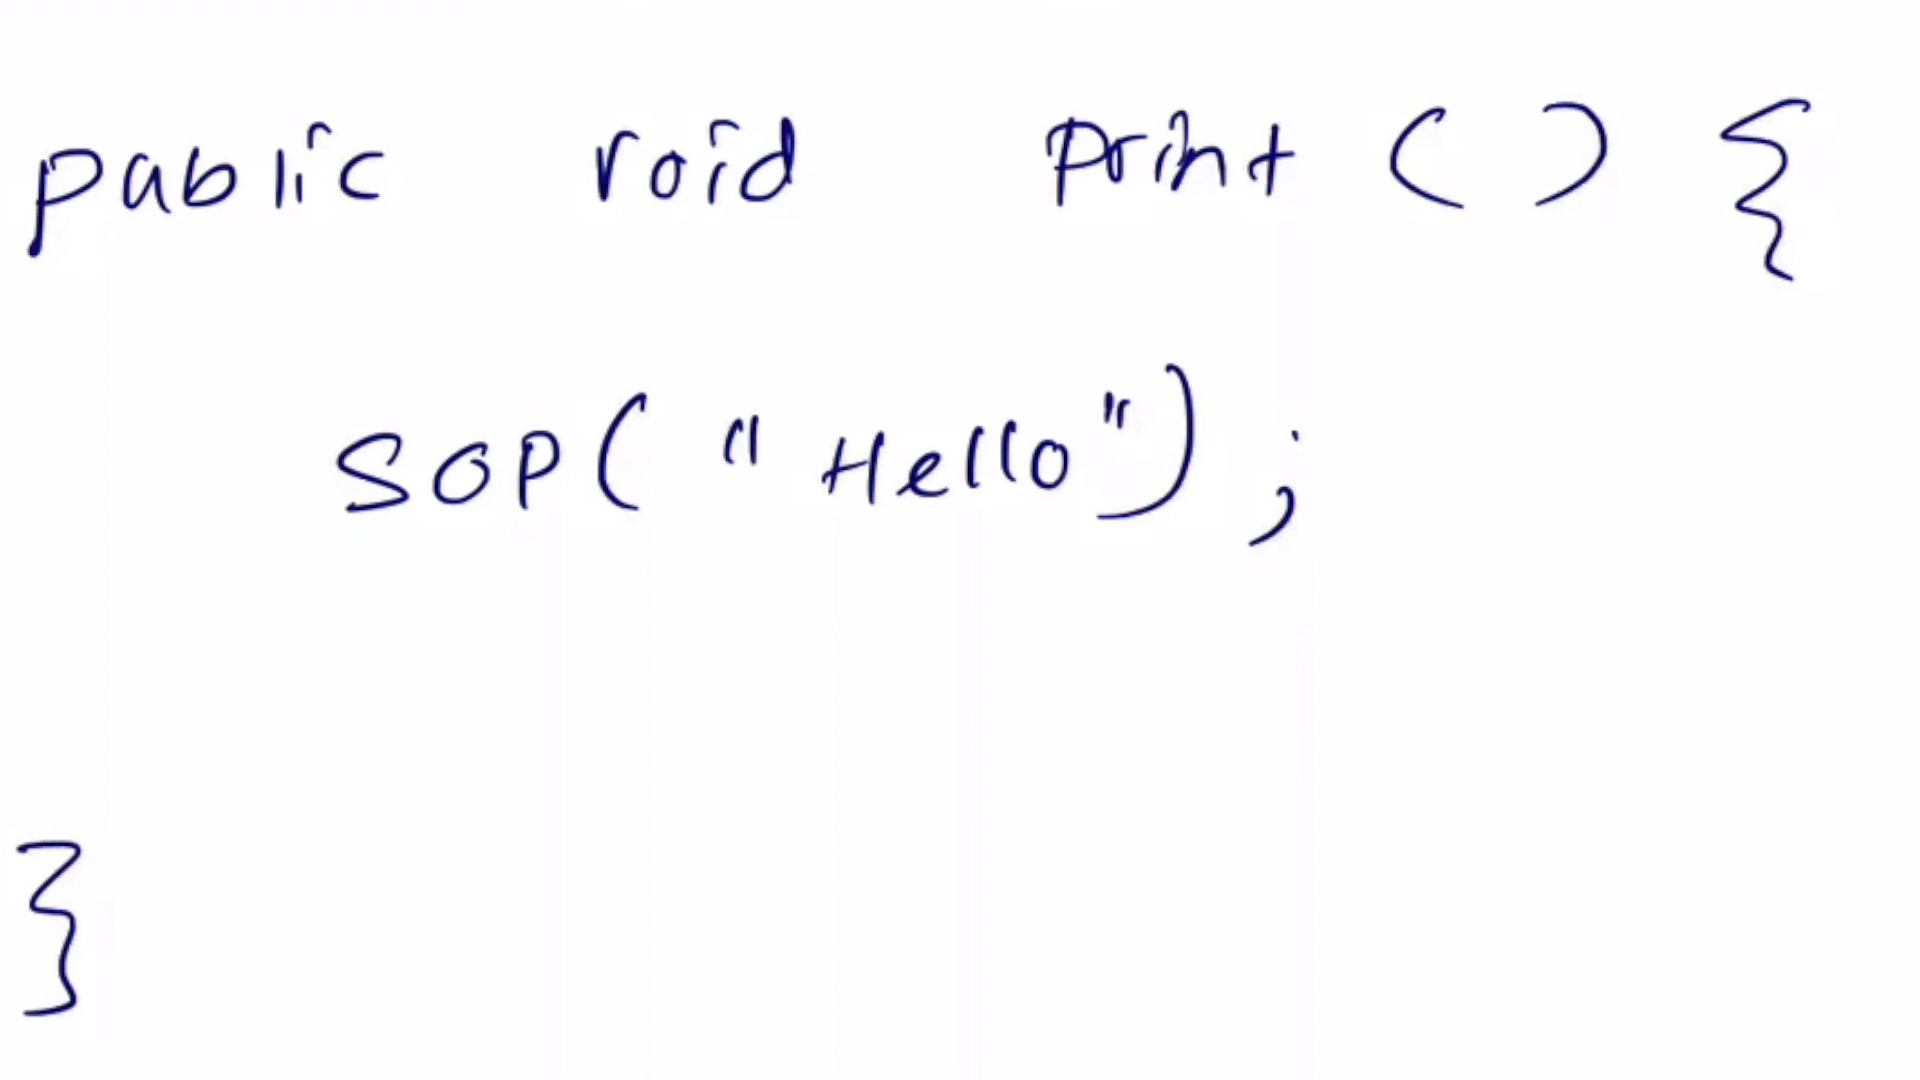 public void print () {
SOP( "Hello") ;
}